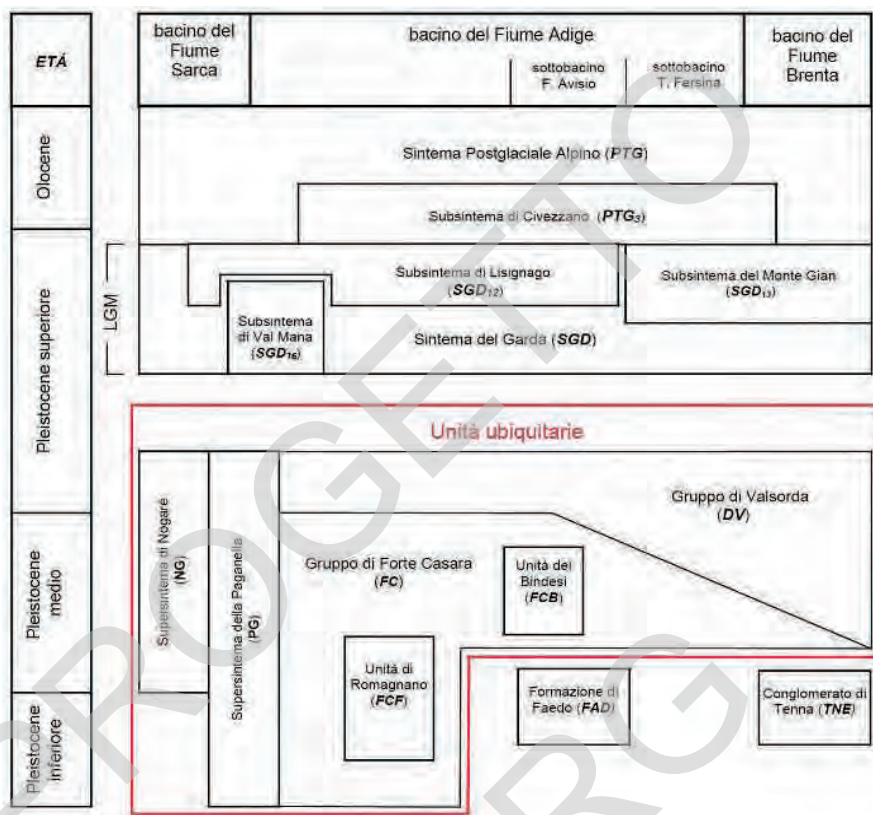 ETÁ
bacino del
Fiume
Sarca
bacino del Fiume Adige
sottobacino
F. Avisio
sottobacino
T. Fersina
bacino del
Fiume
Brenta
Olocene
Sintema Postglaciale Alpino (PTG)
Subsintema di Civezzano (PTG3)
Pleistocene superiore
LGM
Subsintema di Lisignago
(SGD12)
Subsintema del Monte Gian
(SGD13)
Subsintema
di Val Mana
(SGD16)
Sintema del Garda (SGD)
Unità ubiquitarie
Supersintema di Nogarè
(NG)
Supersintema della Paganella
(PG)
Gruppo di Valsorda
(DV)
Pleistocene
medio
Gruppo di Forte Casara
(FC)
Unità dei
Bindesi
(FCB)
Unità di
Romagnano
(FCF)
Pleistocene
inferiore
Formazione di
Faedo (FAD)
Conglomerato di
Tenna (TNE)
PROGETTO